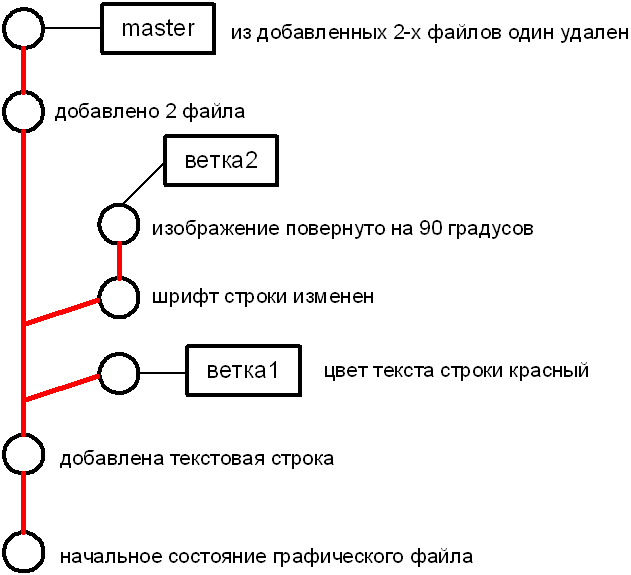 master
из добавленных 2-х файлов один удален
добавлено 2 файла
ветка2
изображение повернуто на 90 градусов
шрифт строки изменен
ветка1
цвет текста строки красный
добавлена текстовая строка
начальное состояние графического файла